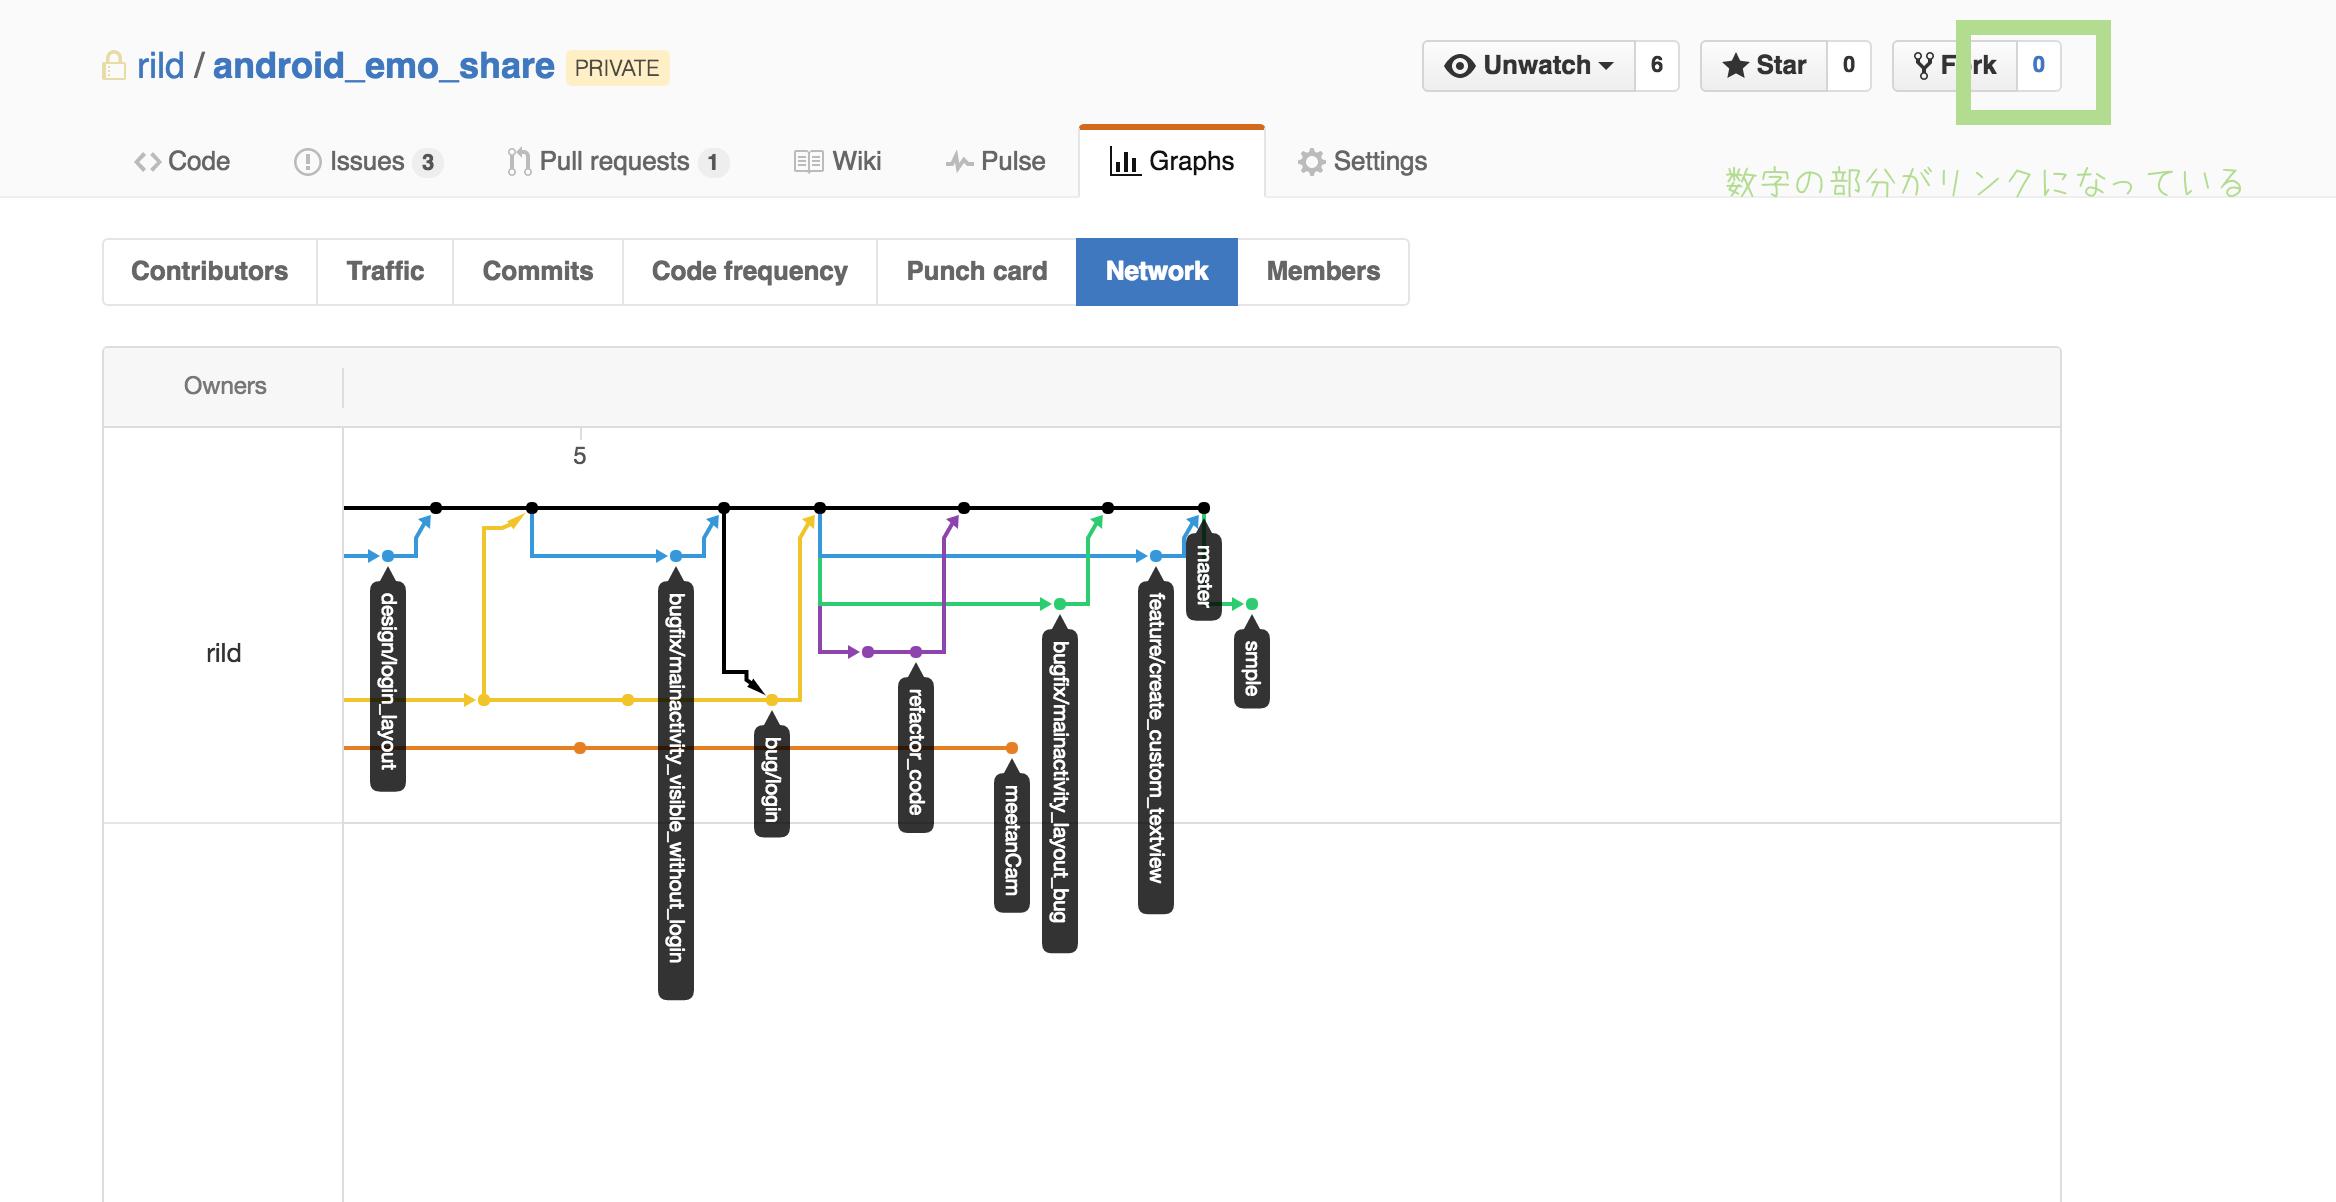 rild / android_emo_share PRIVATE Unwatch 6 Star 0 Fork 0
Code Issues 3 Pull requests 1 Wiki Pulse Graphs Settings
数字の部分がリンクになっている
Contributors Traffic Commits Code frequency Punch card Network Members
Owners
5
rild
design/login_layout
bugfix/mainactivity_visible_without_login
bug/login
refactor_code
meetanCam
bugfix/mainactivity_layout_bug
feature/create_custom_textview
master
smple